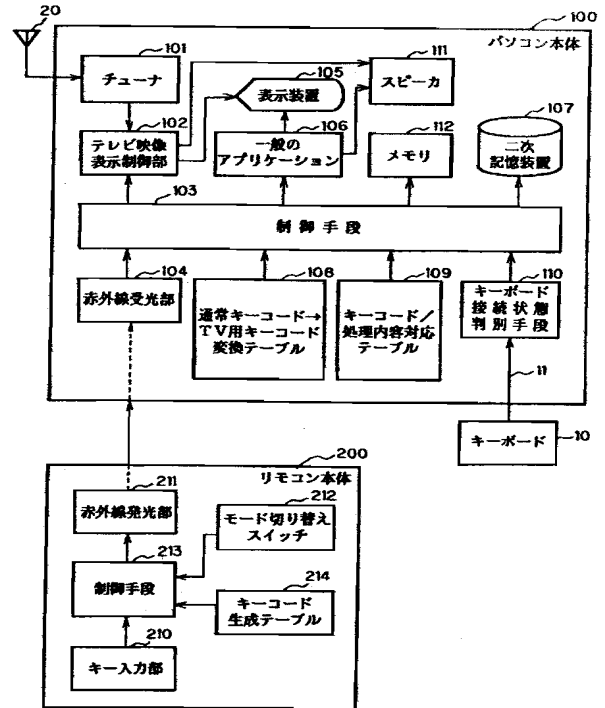 20
100
パソコン本体
101
チューナ
105
表示装置
111
スピーカ
107
二次
記憶装置
102
テレビ映像
表示制御部
106
一般の
アプリケーション
112
メモリ
103
制御手段
104
赤外線受光部
108
通常キーコード→
TV用キーコード
変換テーブル
109
キーコード/
処理内容対応
テーブル
110
キーボード
接続状態
判別手段
11
キーボード
10
200
リモコン本体
211
赤外線発光部
212
モード切り替え
スイッチ
213
制御手段
214
キーコード
生成テーブル
210
キー入力部